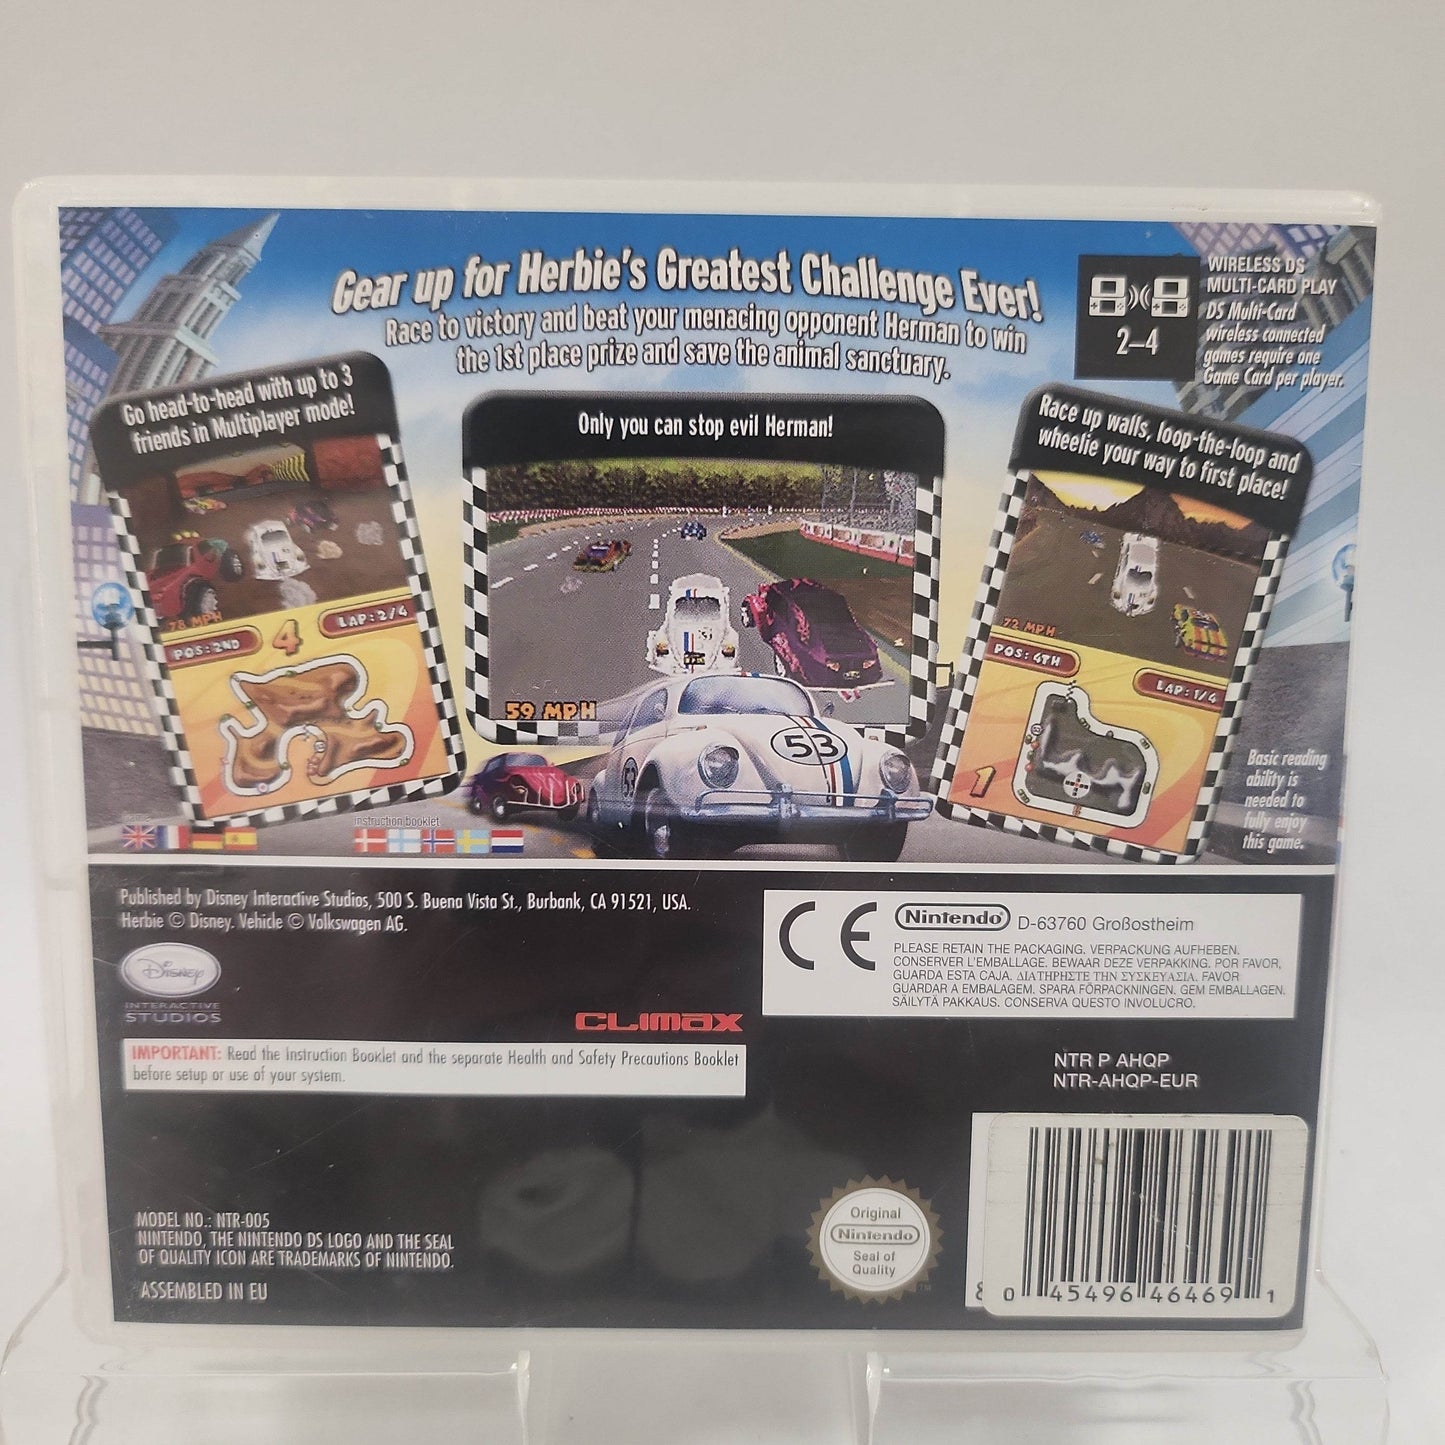 Gear up for Herbie's Greatest Challenge Ever!
Race to victory and beat your menacing opponent Herman to win
the 1st place prize and save the animal sanctuary.
2-4
WIRELESS DS
MULTI-CARD PLAY
DS Multi-Card
wireless connected
games require one
Game Card per player.
Go head-to-head with up to 3
friends in Multiplayer mode!
78 MPH
POS: 2ND
4
LAP: 2/4
Only you can stop evil Herman!
59 MPH
53
53
Race up walls, loop-the-loop and
wheelie your way to first place!
72 MPH
POS: 4TH
LAP: 1/4
1
Basic reading
ability is
needed to
fully enjoy
this game.
game
instruction booklet
Published by Disney Interactive Studios, 500 S. Buena Vista St., Burbank, CA 91521, USA.
Herbie © Disney. Vehicle © Volkswagen AG.
Disney
INTERACTIVE
STUDIOS
CLIMAX
IMPORTANT: Read the Instruction Booklet and the separate Health and Safety Precautions Booklet
before setup or use of your system.
CE
Nintendo® D-63760 Großostheim
PLEASE RETAIN THE PACKAGING. VERPACKUNG AUFHEBEN.
CONSERVER L'EMBALLAGE. BEWAAR DEZE VERPAKKING. POR FAVOR,
GUARDA ESTA CAJA. ΔΙΑΤΗΡΗΣΤΕ ΤΗΝ ΣΥΣΚΕΥΑΣΙΑ. FAVOR
GUARDAR A EMBALAGEM. SPARA FÖRPACKNINGEN. GEM EMBALLAGEN.
SÄILYTÄ PAKKAUS. CONSERVA QUESTO INVOLUCRO.
NTR P AHQP
NTR-AHQP-EUR
MODEL NO.: NTR-005
NINTENDO, THE NINTENDO DS LOGO AND THE SEAL
OF QUALITY ICON ARE TRADEMARKS OF NINTENDO.
ASSEMBLED IN EU
Original
Nintendo
Seal of
Quality
TM
0 45496 46469 1